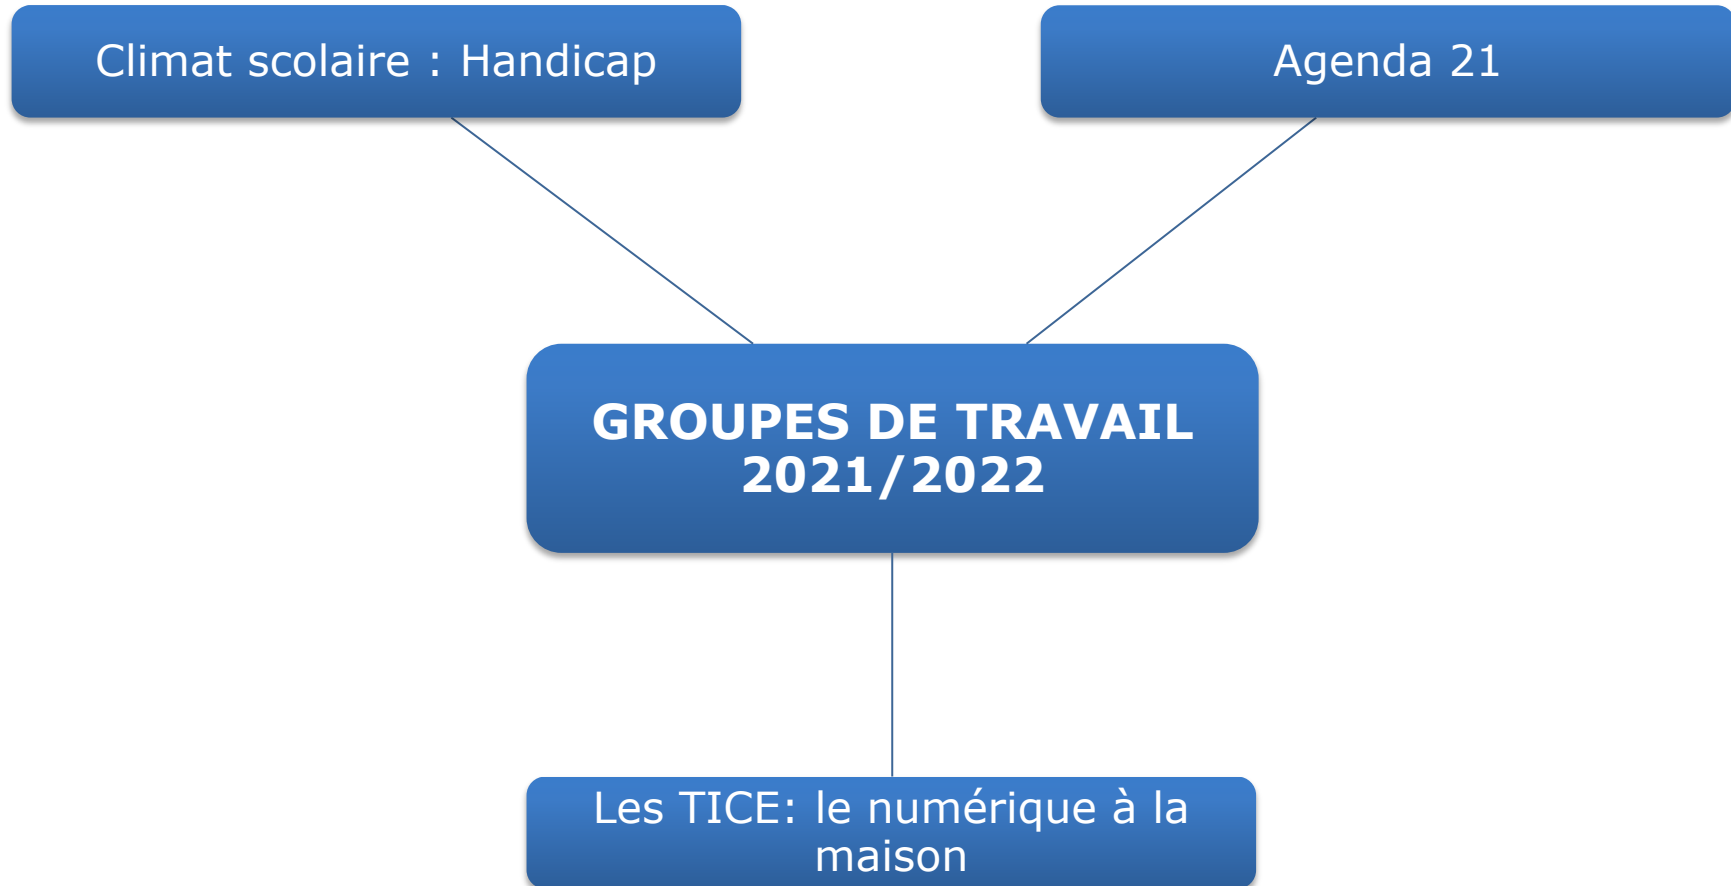 Climat scolaire : Handicap
Agenda 21
GROUPES DE TRAVAIL
2021/2022
Les TICE: le numérique à la
maison